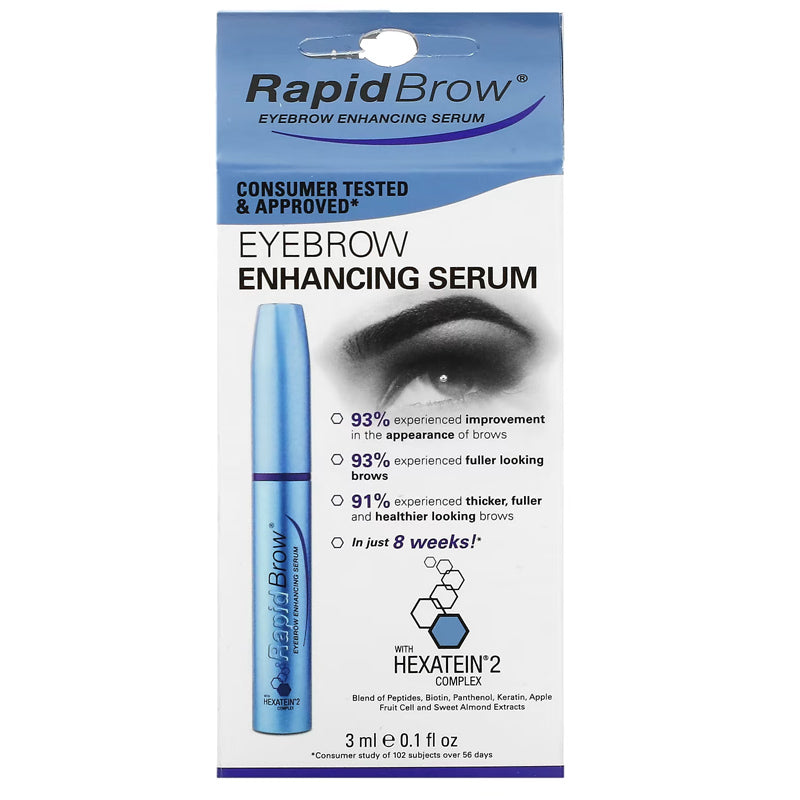 RapidBrow®
EYEBROW ENHANCING SERUM
CONSUMER TESTED
& APPROVED*
EYEBROW
ENHANCING SERUM
93% experienced improvement
in the appearance of brows
93% experienced fuller looking
brows
91% experienced thicker, fuller
and healthier looking brows
In just 8 weeks!*
RapidBrow®
EYEBROW ENHANCING SERUM
WITH
HEXATEIN®2
COMPLEX
WITH
HEXATEIN®2
COMPLEX
Blend of Peptides, Biotin, Panthenol, Keratin, Apple
Fruit Cell and Sweet Almond Extracts
3 ml e 0.1 fl oz
*Consumer study of 102 subjects over 56 days